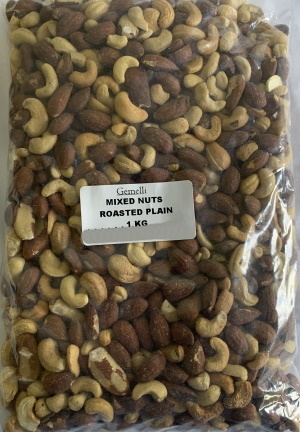 Gemelli
MIXED NUTS
ROASTED PLAIN
1 KG